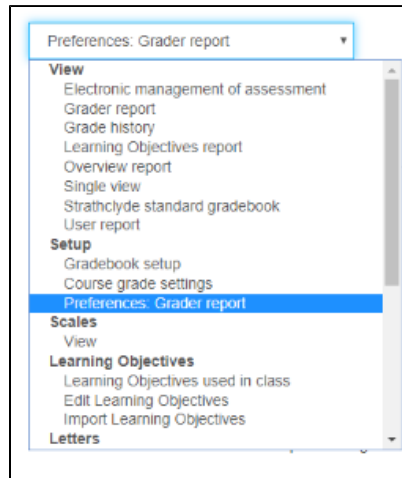 Preferences: Grader report
View
Electronic management of assessment
Grader report
Grade history
Learning Objectives report
Overview report
Single view
Strathclyde standard gradebook
User report
Setup
Gradebook setup
Course grade settings
Preferences: Grader report
Scales
View
Learning Objectives
Learning Objectives used in class
Edit Learning Objectives
Import Learning Objectives
Letters